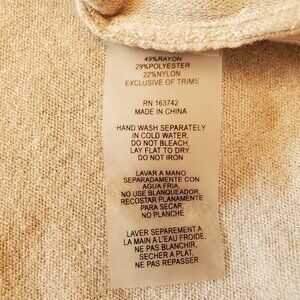 49%RAYON
29%POLYESTER
22%NYLON
EXCLUSIVE OF TRIMS
RN 163742
MADE IN CHINA
HAND WASH SEPARATELY
IN COLD WATER,
DO NOT BLEACH,
LAY FLAT TO DRY,
DO NOT IRON
LAVAR A MANO
SEPARADAMENTE CON
AGUA FRIA,
NO USE BLANQUEADOR,
RECOSTAR PLANAMENTE
PARA SECAR
NO PLANCHE
LAVER SEPAREMENT A
LA MAIN A L'EAU FROIDE,
NE PAS BLANCHIR,
SECHER A PLAT,
NE PAS REPASSER